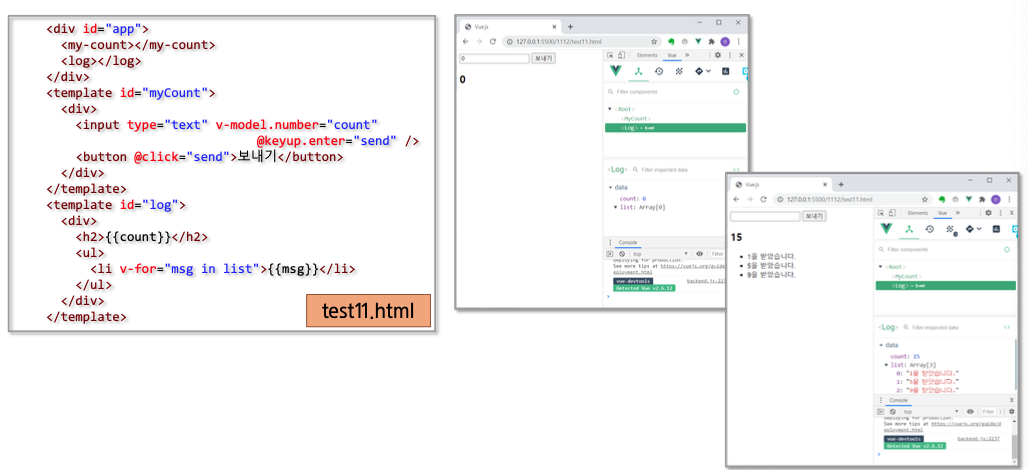 <div id="app">
<my-count></my-count>
<log></log>
</div>
<template id="myCount">
<div>
<input type="text" v-model.number="count"
@keyup.enter="send" />
<button @click="send">보내기</button>
</div>
</template>
<template id="log">
<div>
<h2>{{count}}</h2>
<ul>
<li v-for="msg in list">{{msg}}</li>
</ul>
</div>
</template>
test11.html
Vue.js
127.0.0.1:5500/1112/test11.html
0 보내기
0
Elements Vue
Filter components
<Root>
<MyCount>
<Log>
<Log> Filter inspected data
data
count: 0
list: Array[0]
Console
top Filter
deploying for production.
See more tips at https://vuejs.org/guide/d
eployment.html
vue-devtools backend.js:2237
Detected Vue v2.6.12
Vue.js
127.0.0.1:5500/1112/test11.html
보내기
15
1을 받았습니다.
5을 받았습니다.
9을 받았습니다.
Elements Vue
Filter components
<Root>
<MyCount>
<Log>
<Log> Filter inspected data
data
count: 15
list: Array[3]
0: "1을 받았습니다."
1: "5을 받았습니다."
2: "9을 받았습니다."
Console
top Filter
deploying for production.
See more tips at https://vuejs.org/guide/d
eployment.html
vue-devtools backend.js:2237
Detected Vue v2.6.12